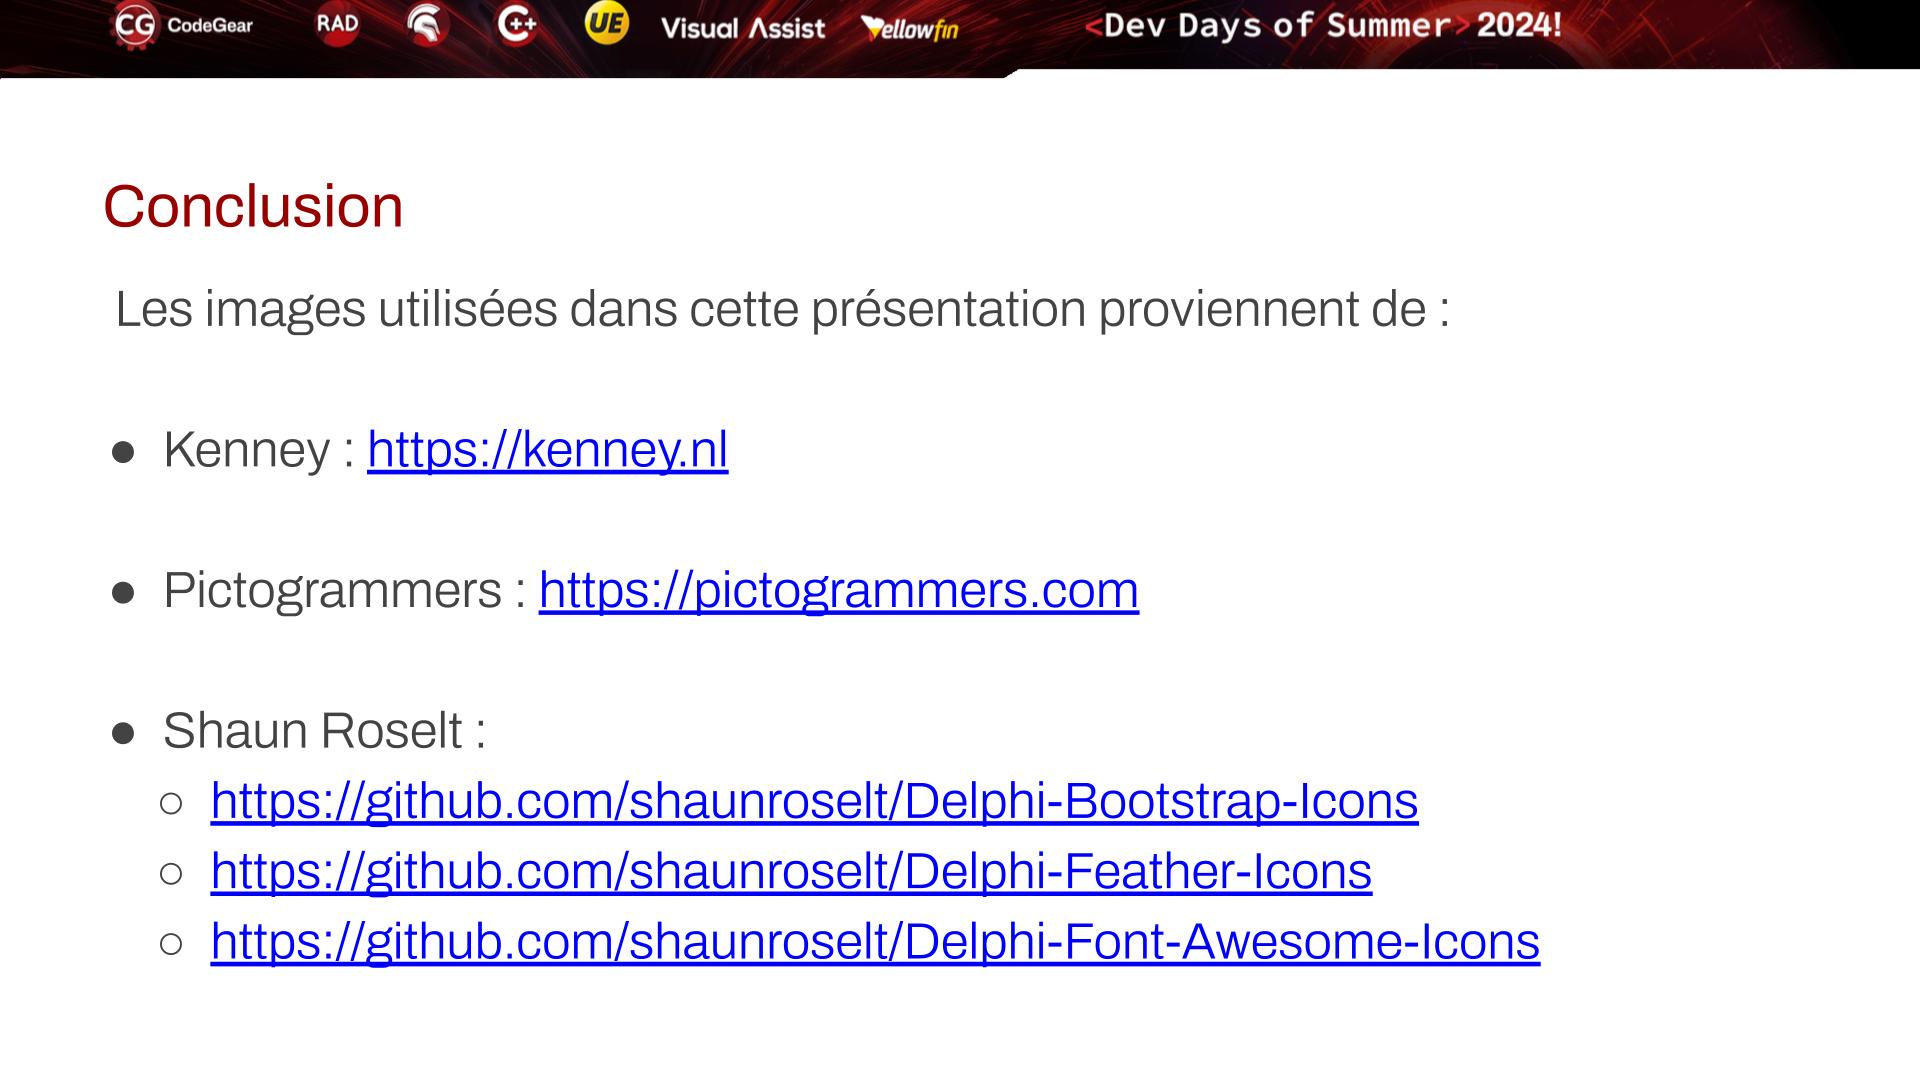 CG CodeGear RAD C++ UE Visual Assist Yellowfin <Dev Days of Summer> 2024!
Conclusion
Les images utilisées dans cette présentation proviennent de :
● Kenney : https://kenney.nl
● Pictogrammers : https://pictogrammers.com
● Shaun Roselt :
○ https://github.com/shaunroselt/Delphi-Bootstrap-Icons
○ https://github.com/shaunroselt/Delphi-Feather-Icons
○ https://github.com/shaunroselt/Delphi-Font-Awesome-Icons